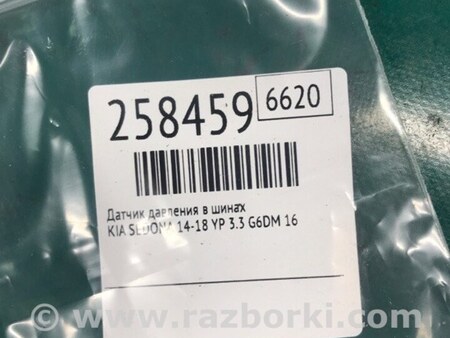 258459 6620
Датчик давления в шинах
KIA SEDONA 14-18 YP 3.3 G6DM 16
© www.razborki.com